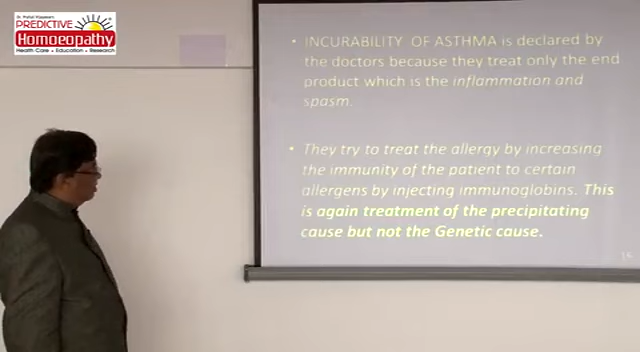 Dr. Prafull Vijayakar's
PREDICTIVE
Homoeopathy
Health Care • Education • Research
• INCURABILITY OF ASTHMA is declared by
the doctors because they treat only the end
product which is the inflammation and
spasm.
• They try to treat the allergy by increasing
the immunity of the patient to certain
allergens by injecting immunoglobins. This
is again treatment of the precipitating
cause but not the Genetic cause.